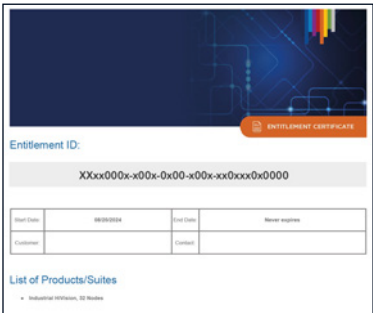 ENTITLEMENT CERTIFICATE
Entitlement ID:
XXxx000x-x00x-0x00-x00x-xx0xxx0x0000
Start Date: 08/20/2024 End Date: Never expires
Customer: Contact:
List of Products/Suites
Industrial HiVision, 32 Nodes